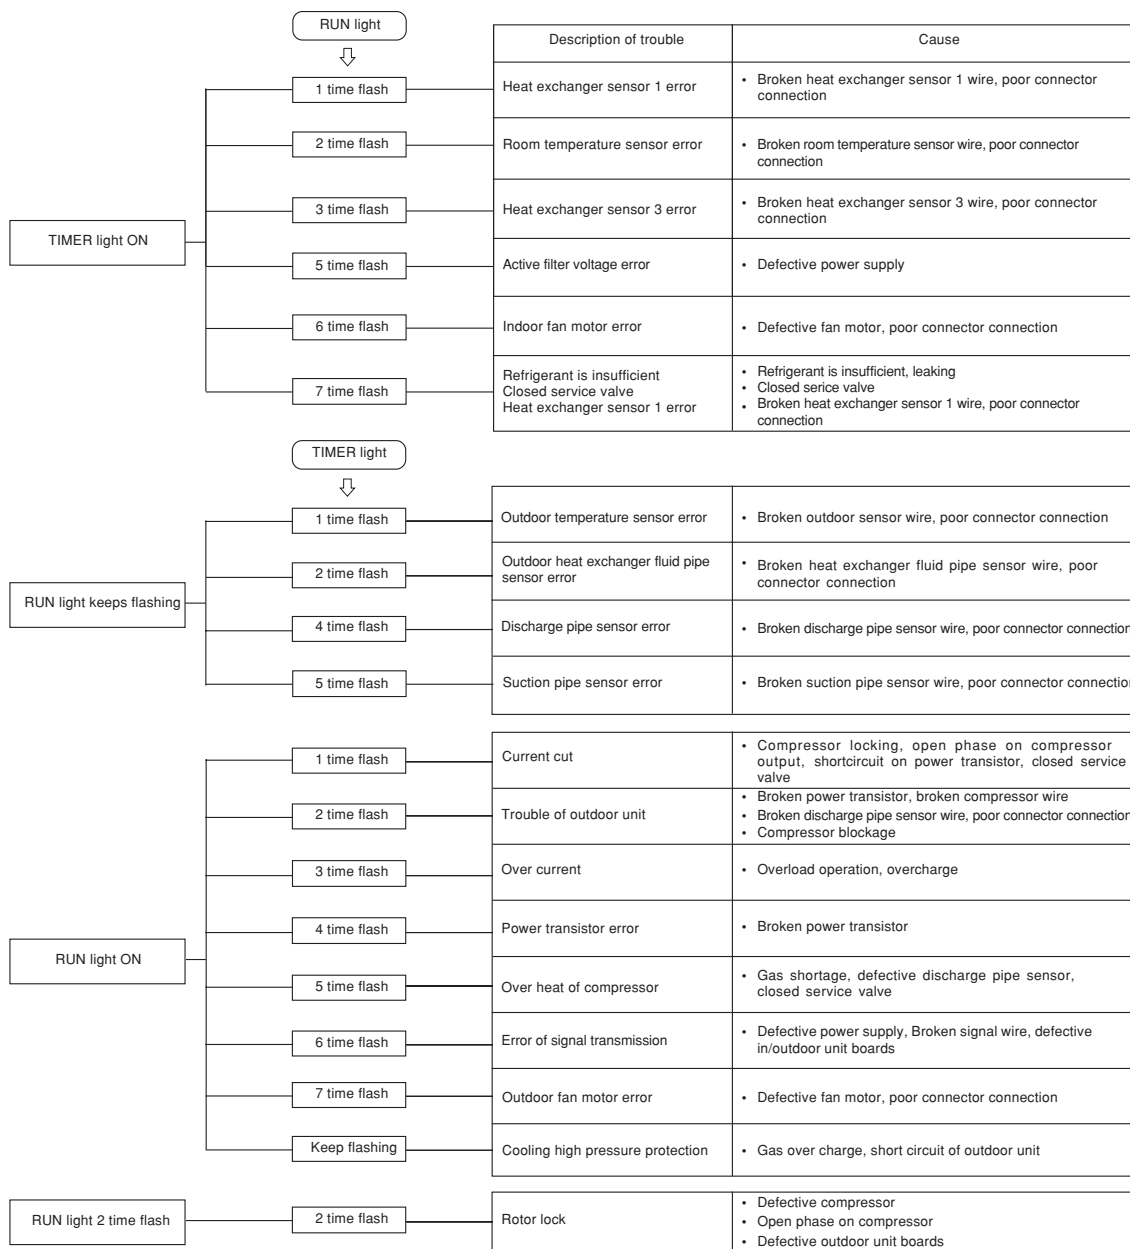 RUN light
Description of trouble
Cause
TIMER light ON
1 time flash
Heat exchanger sensor 1 error
• Broken heat exchanger sensor 1 wire, poor connector
connection
2 time flash
Room temperature sensor error
• Broken room temperature sensor wire, poor connector
connection
3 time flash
Heat exchanger sensor 3 error
• Broken heat exchanger sensor 3 wire, poor connector
connection
5 time flash
Active filter voltage error
• Defective power supply
6 time flash
Indoor fan motor error
• Defective fan motor, poor connector connection
7 time flash
Refrigerant is insufficient
Closed service valve
Heat exchanger sensor 1 error
• Refrigerant is insufficient, leaking
• Closed serice valve
• Broken heat exchanger sensor 1 wire, poor connector
connection
TIMER light
RUN light keeps flashing
1 time flash
Outdoor temperature sensor error
• Broken outdoor sensor wire, poor connector connection
2 time flash
Outdoor heat exchanger fluid pipe
sensor error
• Broken heat exchanger fluid pipe sensor wire, poor
connector connection
4 time flash
Discharge pipe sensor error
• Broken discharge pipe sensor wire, poor connector connection
5 time flash
Suction pipe sensor error
• Broken suction pipe sensor wire, poor connector connection
RUN light ON
1 time flash
Current cut
• Compressor locking, open phase on compressor
output, shortcircuit on power transistor, closed service
valve
2 time flash
Trouble of outdoor unit
• Broken power transistor, broken compressor wire
• Broken discharge pipe sensor wire, poor connector connection
• Compressor blockage
3 time flash
Over current
• Overload operation, overcharge
4 time flash
Power transistor error
• Broken power transistor
5 time flash
Over heat of compressor
• Gas shortage, defective discharge pipe sensor,
closed service valve
6 time flash
Error of signal transmission
• Defective power supply, Broken signal wire, defective
in/outdoor unit boards
7 time flash
Outdoor fan motor error
• Defective fan motor, poor connector connection
Keep flashing
Cooling high pressure protection
• Gas over charge, short circuit of outdoor unit
RUN light 2 time flash
2 time flash
Rotor lock
• Defective compressor
• Open phase on compressor
• Defective outdoor unit boards